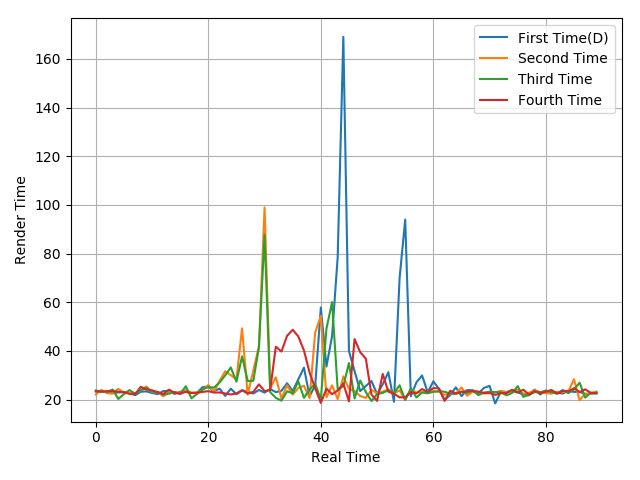 First Time(D)
Second Time
Third Time
Fourth Time
Render Time
160
140
120
100
80
60
40
20
0
20
40
60
80
Real Time